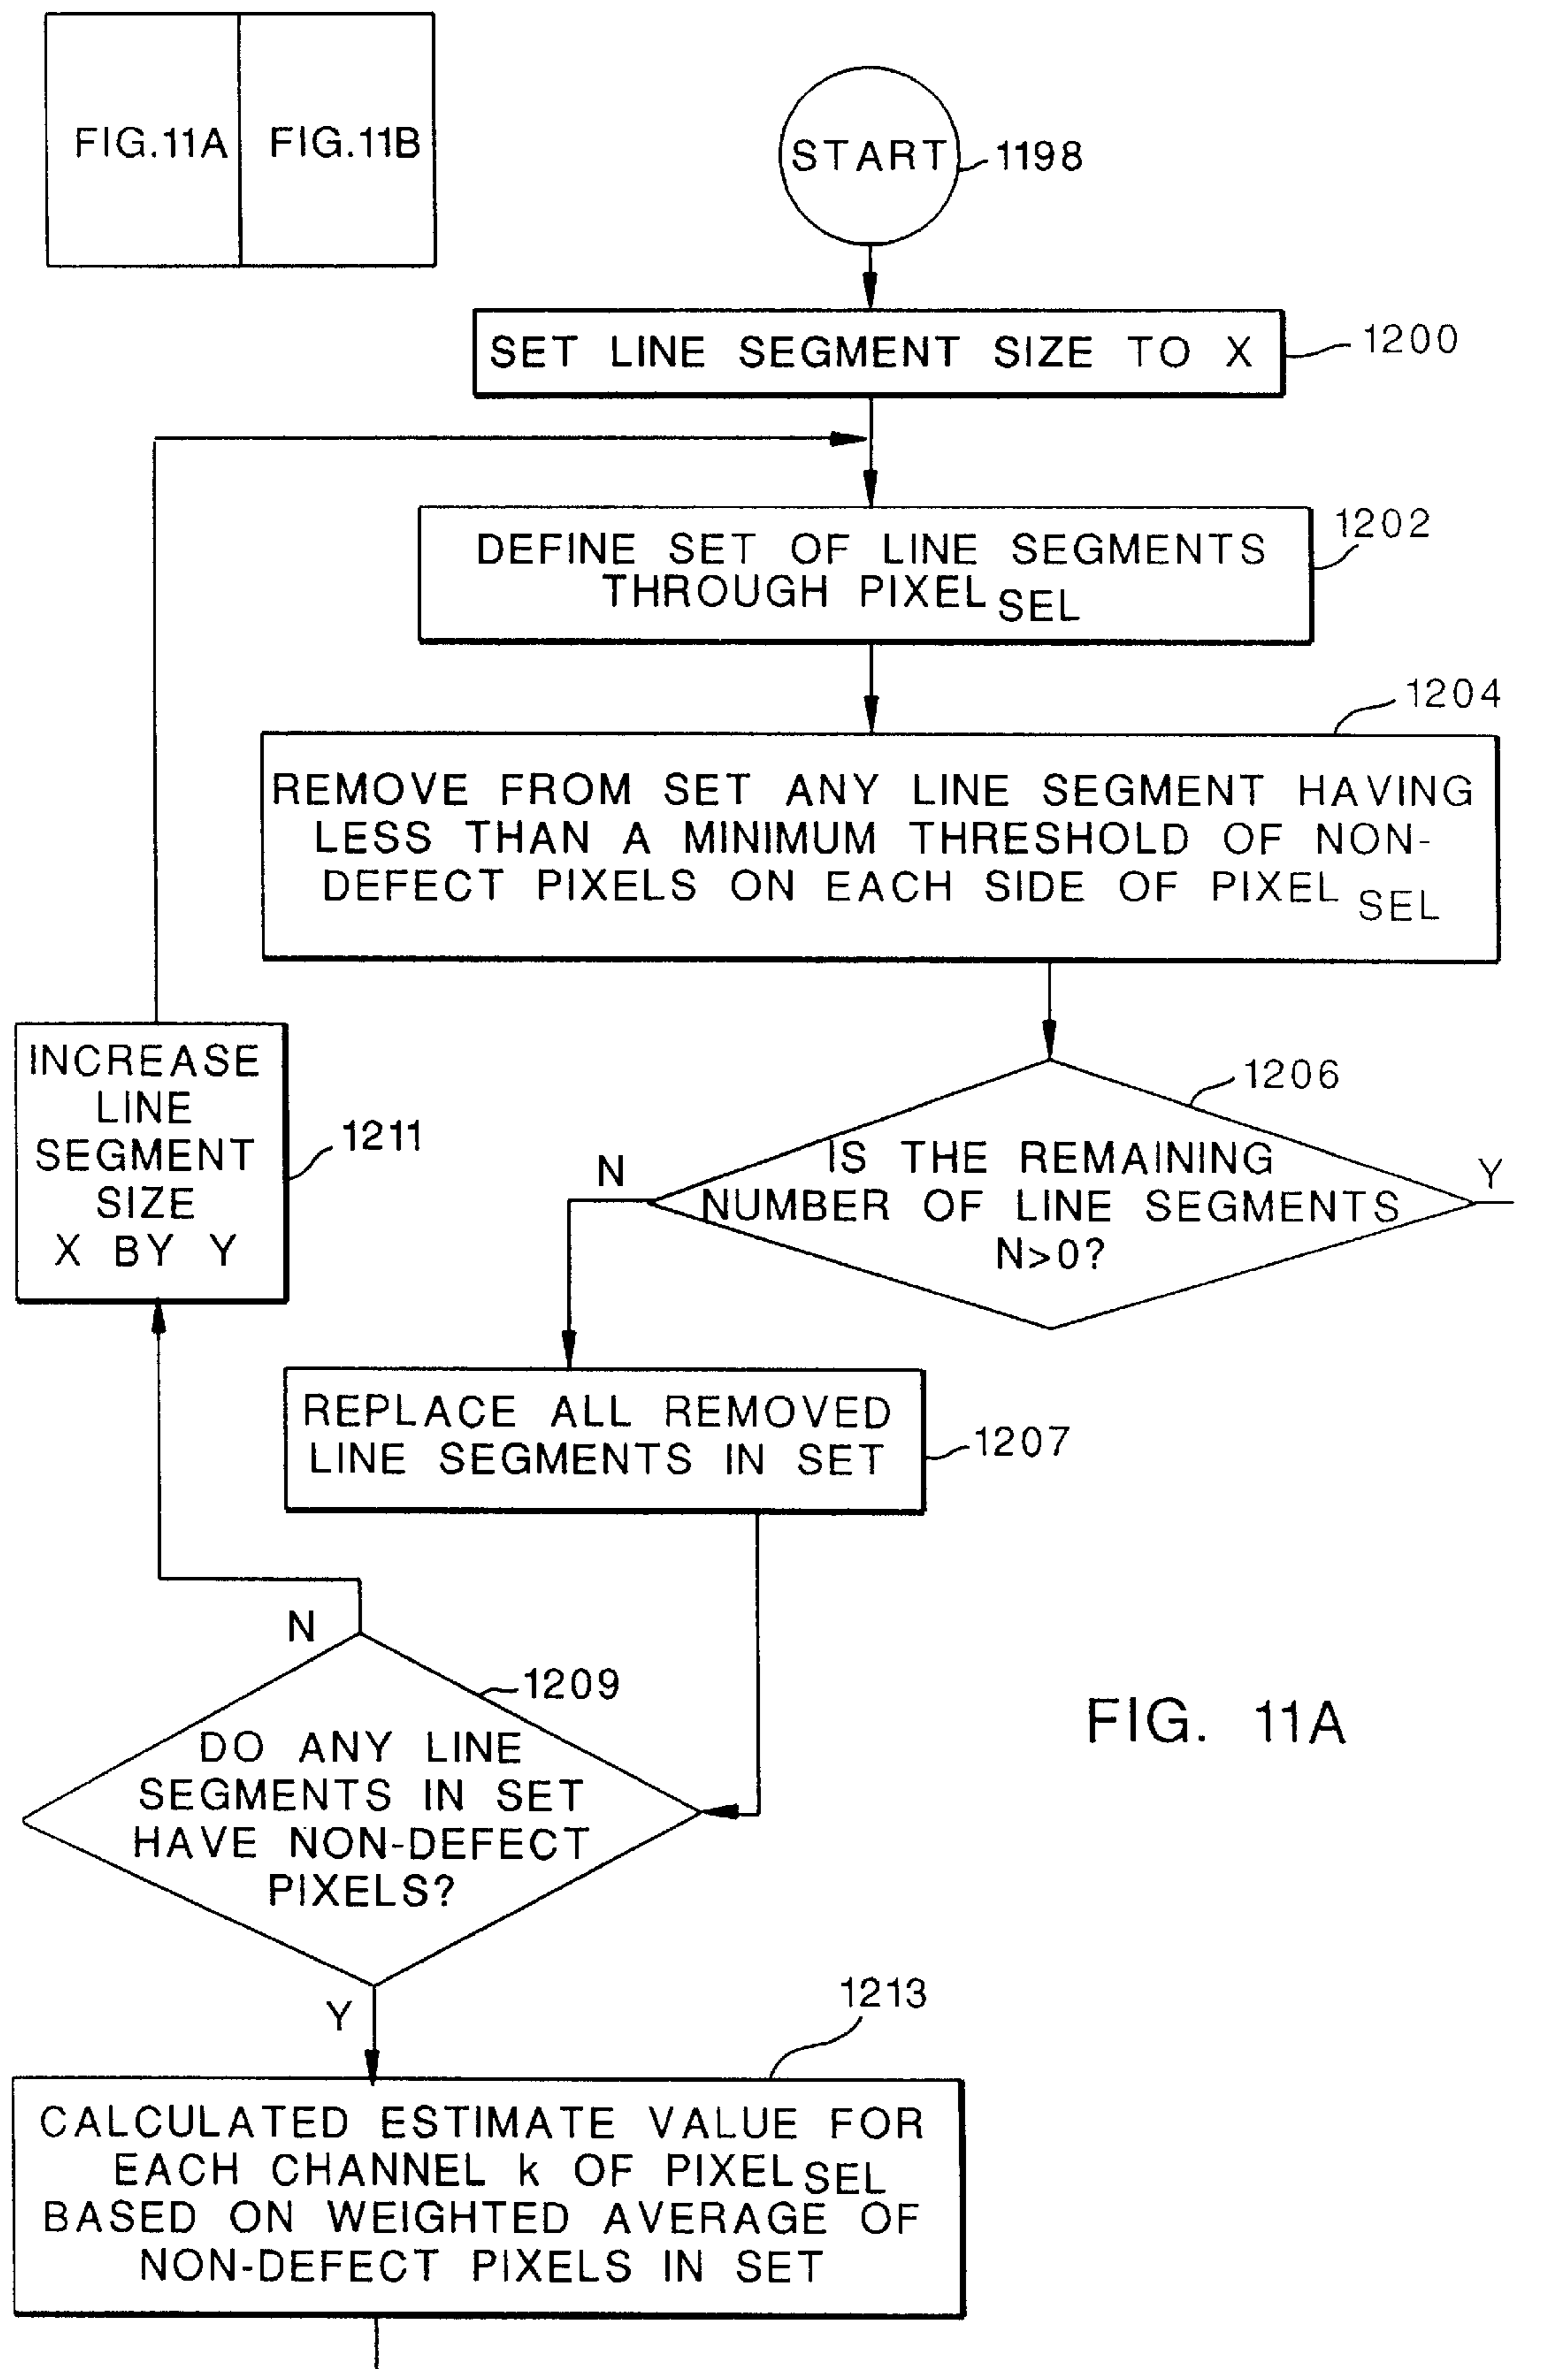 FIG.11A FIG.11B
START 1198
SET LINE SEGMENT SIZE TO X 1200
DEFINE SET OF LINE SEGMENTS
THROUGH PIXEL SEL
1202
1204
REMOVE FROM SET ANY LINE SEGMENT HAVING
LESS THAN A MINIMUM THRESHOLD OF NON-
DEFECT PIXELS ON EACH SIDE OF PIXEL SEL
1206
IS THE REMAINING
NUMBER OF LINE SEGMENTS
N>0?
N
Y
INCREASE
LINE
SEGMENT
SIZE
X BY Y
1211
REPLACE ALL REMOVED
LINE SEGMENTS IN SET
1207
N
1209
DO ANY LINE
SEGMENTS IN SET
HAVE NON-DEFECT
PIXELS?
FIG. 11A
Y
1213
CALCULATED ESTIMATE VALUE FOR
EACH CHANNEL k OF PIXEL SEL
BASED ON WEIGHTED AVERAGE OF
NON-DEFECT PIXELS IN SET